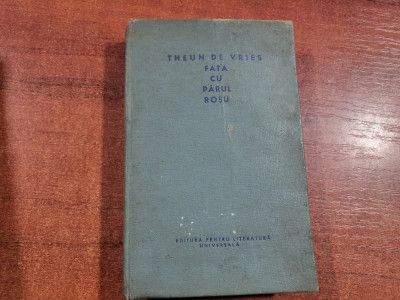 THEUN DE VRIES
FATA
CU
PĂRUL
ROȘU
EDITURA PENTRU LITERATURĂ
UNIVERSALĂ